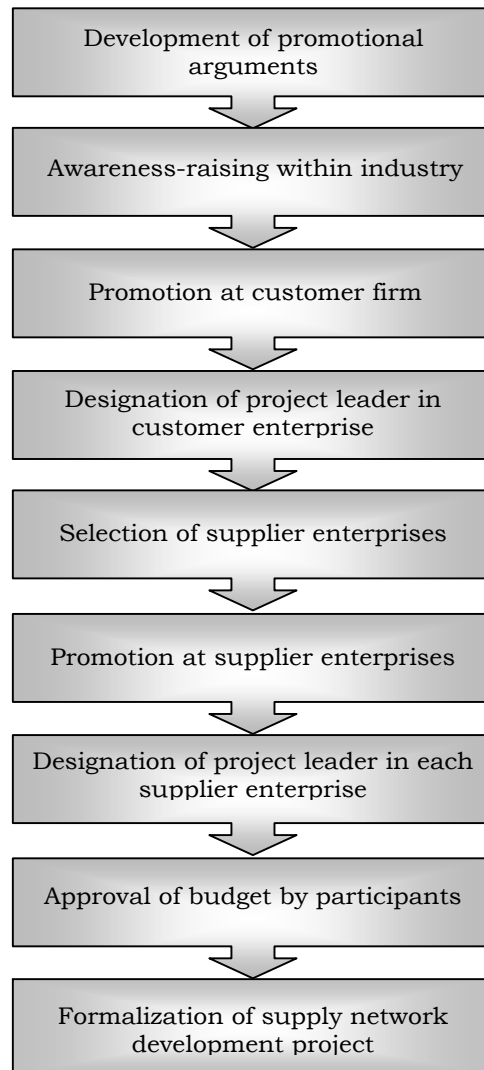 Development of promotional
arguments
Awareness-raising within industry
Promotion at customer firm
Designation of project leader in
customer enterprise
Selection of supplier enterprises
Promotion at supplier enterprises
Designation of project leader in each
supplier enterprise
Approval of budget by participants
Formalization of supply network
development project